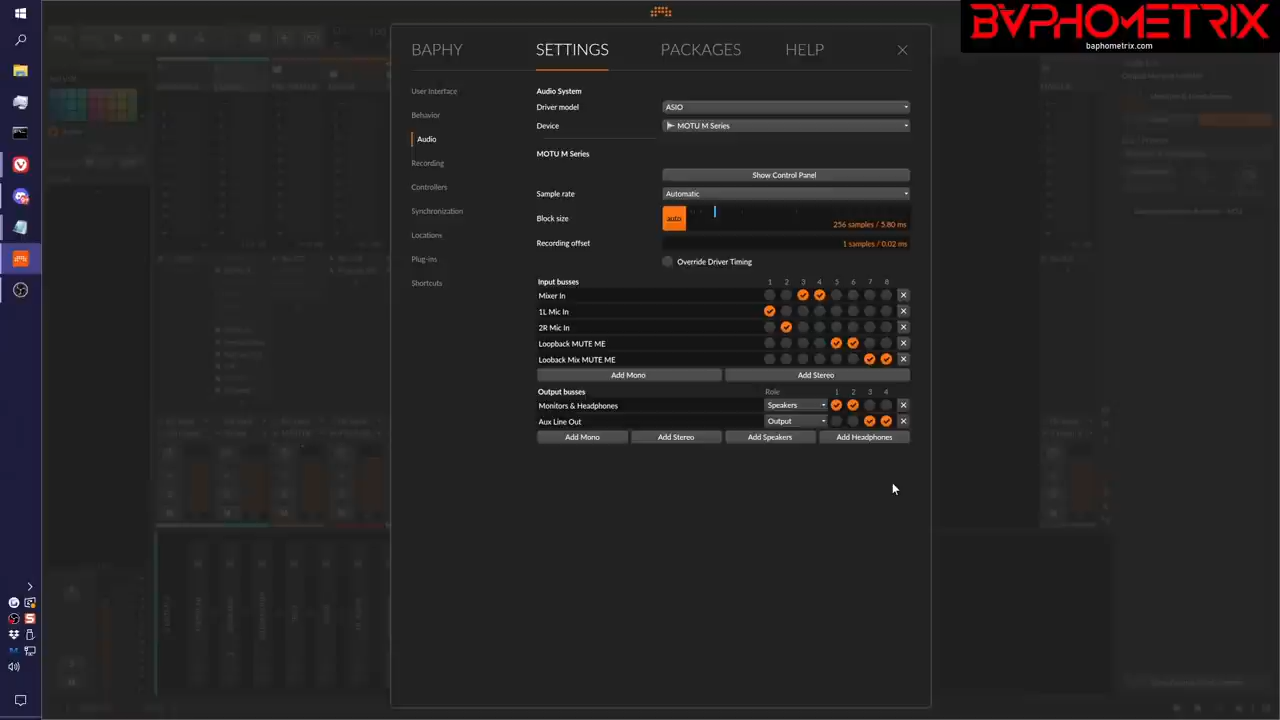 BAPHOMETRIX
baphometrix.com
BAPHY SETTINGS PACKAGES HELP
User Interface
Behavior
Audio
Recording
Controllers
Synchronization
Locations
Plug-ins
Shortcuts
Audio System
Driver model ASIO
Device MOTU M Series
MOTU M Series
Show Control Panel
Sample rate Automatic
Block size auto 256 samples / 5.80 ms
Recording offset 1 samples / 0.02 ms
Override Driver Timing
Input busses 1 2 3 4 5 6 7 8
Mixer In
1L Mic In
2R Mic In
Loopback MUTE ME
Looback Mix MUTE ME
Add Mono Add Stereo
Output busses Role 1 2 3 4
Monitors & Headphones Speakers
Aux Line Out Output
Add Mono Add Stereo Add Speakers Add Headphones